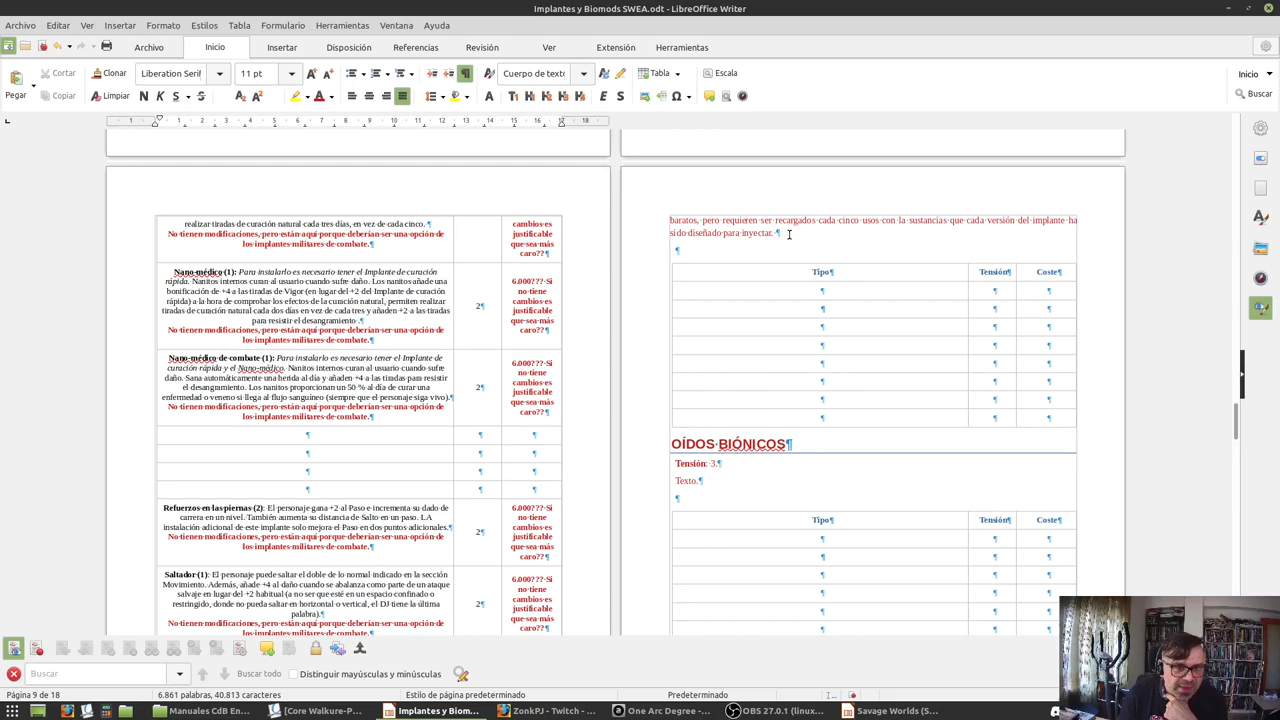 Implantes y Biomods SWEA.odt - LibreOffice Writer
Archivo Editar Ver Insertar Formato Estilos Tabla Formulario Herramientas Ventana Ayuda
Archivo Inicio Insertar Disposición Referencias Revisión Ver Extensión Herramientas
Pegar Cortar Clonar Liberation Serif 11 pt Cuerpo de texto Tabla Escala Inicio
Copiar Limpiar N K S S Buscar
realizar tiradas de curación natural cada tres días, en vez de cada cinco. ¶
No tienen modificaciones, pero están aquí porque deberían ser una opción de
los implantes militares de combate.¶
cambios es
justificable
que sea más
caro??¶
Nano-médico (1): Para instalarlo es necesario tener el Implante de curación
rápida. Nanitos internos curan al usuario cuando sufre daño. Los nanitos añade una
bonificación de +4 a las tiradas de Vigor (en lugar del +2 del Implante de curación
rápida) a la hora de comprobar los efectos de la curación natural, permiten realizar
tiradas de curación natural cada dos días en vez de cada tres y añaden +2 a las tiradas
para resistir el desangramiento .¶
No tienen modificaciones, pero están aquí porque deberían ser una opción de
los implantes militares de combate.¶
2¶
6.000??? Si
no tiene
cambios es
justificable
que sea más
caro??¶
Nano-médico de combate (1): Para instalarlo es necesario tener el Implante de
curación rápida y el Nano-médico. Nanitos internos curan al usuario cuando sufre
daño. Sana automáticamente una herida al día y añaden +4 a las tiradas para resistir
el desangramiento. Los nanitos proporcionan un 50 % al día de curar una
enfermedad o veneno si llega al flujo sanguíneo (siempre que el personaje siga vivo).¶
No tienen modificaciones, pero están aquí porque deberían ser una opción de
los implantes militares de combate.¶
2¶
6.000??? Si
no tiene
cambios es
justificable
que sea más
caro??¶
¶ ¶ ¶
¶ ¶ ¶
¶ ¶ ¶
¶ ¶ ¶
Refuerzos en las piernas (2): El personaje gana +2 al Paso e incrementa su dado de
carrera en un nivel. También aumenta su distancia de Salto en un paso. LA
instalación adicional de este implante solo mejora el Paso en dos puntos adicionales.¶
No tienen modificaciones, pero están aquí porque deberían ser una opción de
los implantes militares de combate.¶
2¶
6.000??? Si
no tiene
cambios es
justificable
que sea más
caro??¶
Saltador (1): El personaje puede saltar el doble de lo normal indicado en la sección
Movimiento. Además, añade +4 al daño cuando se abalanza como parte de un ataque
salvaje en lugar del +2 habitual (a no ser que esté en un espacio confinado o
restringido, donde no pueda saltar en horizontal o vertical, el DJ tiene la última
palabra).¶
No tienen modificaciones, pero están aquí porque deberían ser una opción de
los implantes militares de combate.¶
2¶
6.000??? Si
no tiene
cambios es
justificable
que sea más
caro??¶
baratos, pero requieren ser recargados cada cinco usos con la sustancias que cada versión del implante ha
sido diseñado para inyectar. ¶
¶
Tipo¶ Tensión¶ Coste¶
¶ ¶ ¶
¶ ¶ ¶
¶ ¶ ¶
¶ ¶ ¶
¶ ¶ ¶
¶ ¶ ¶
¶ ¶ ¶
¶ ¶ ¶
OÍDOS BIÓNICOS¶
Tensión: 3.¶
Texto.¶
¶
Tipo¶ Tensión¶ Coste¶
¶ ¶ ¶
¶ ¶ ¶
¶ ¶ ¶
¶ ¶ ¶
¶ ¶ ¶
¶ ¶ ¶
Buscar Buscar todo Distinguir mayúsculas y minúsculas
Página 9 de 18 6.861 palabras, 40.813 caracteres Estilo de página predeterminado Predeterminado
Manuales CdB En... [Core Walkure-P... Implantes y Biom... ZonkPJ - Twitch - ... One Arc Degree - ... OBS 27.0.1 (linux... Savage Worlds (S...